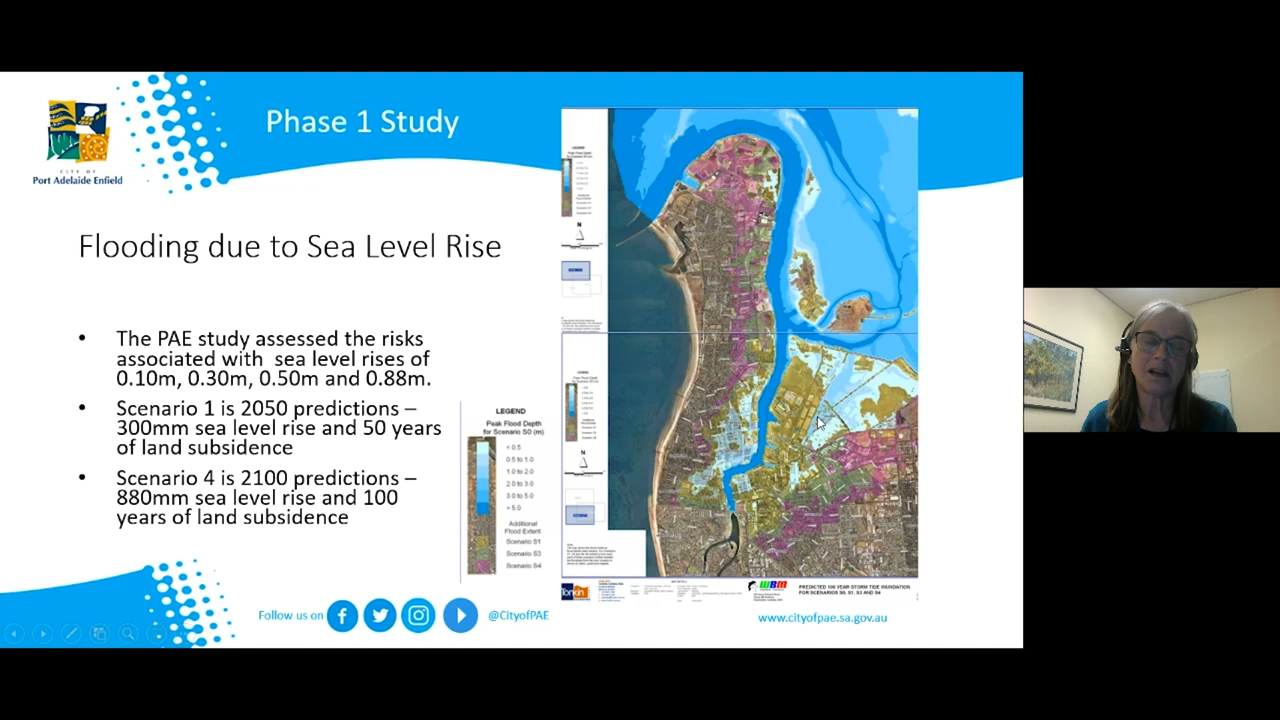 Phase 1 Study
CITY OF
Port Adelaide Enfield
Flooding due to Sea Level Rise
• The PAE study assessed the risks
associated with sea level rises of
0.10m, 0.30m, 0.50m and 0.88m.
• Scenario 1 is 2050 predictions –
300mm sea level rise and 50 years
of land subsidence
• Scenario 4 is 2100 predictions –
880mm sea level rise and 100
years of land subsidence
LEGEND
Peak Flood Depth
for Scenario S0 (m)
< 0.5
0.5 to 1.0
1.0 to 2.0
2.0 to 3.0
3.0 to 5.0
> 5.0
Additional
Flood Extent
Scenario S1
Scenario S3
Scenario S4
LEGEND
Peak Flood Depth
N
N
Tonkin
WBM
PREDICTED 100 YEAR STORM TIDE INUNDATION
FOR SCENARIOS S0, S1, S3 AND S4
Follow us on
@CityofPAE
www.cityofpae.sa.gov.au